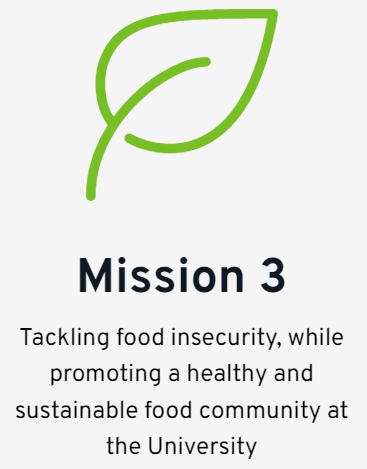 Mission 3
Tackling food insecurity, while
promoting a healthy and
sustainable food community at
the University